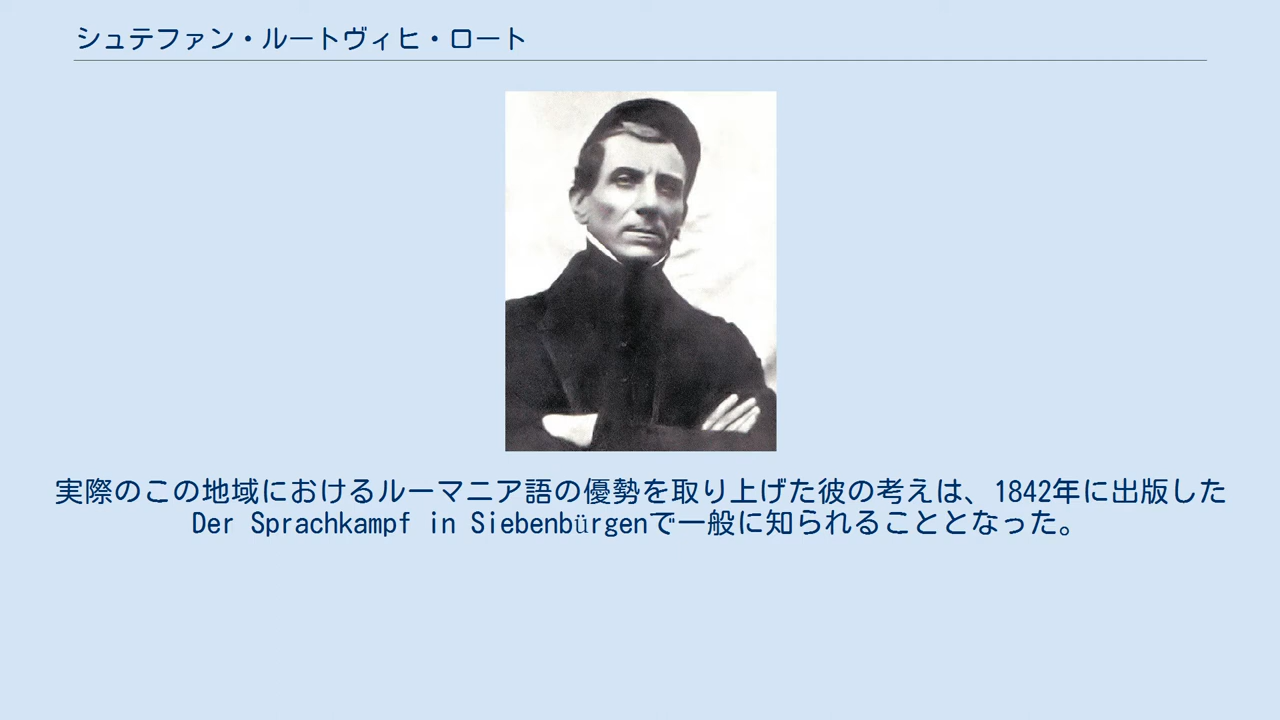 シュテファン・ルートヴィヒ・ロート
実際のこの地域におけるルーマニア語の優勢を取り上げた彼の考えは、1842年に出版した
Der Sprachkampf in Siebenbürgenで一般に知られることとなった。